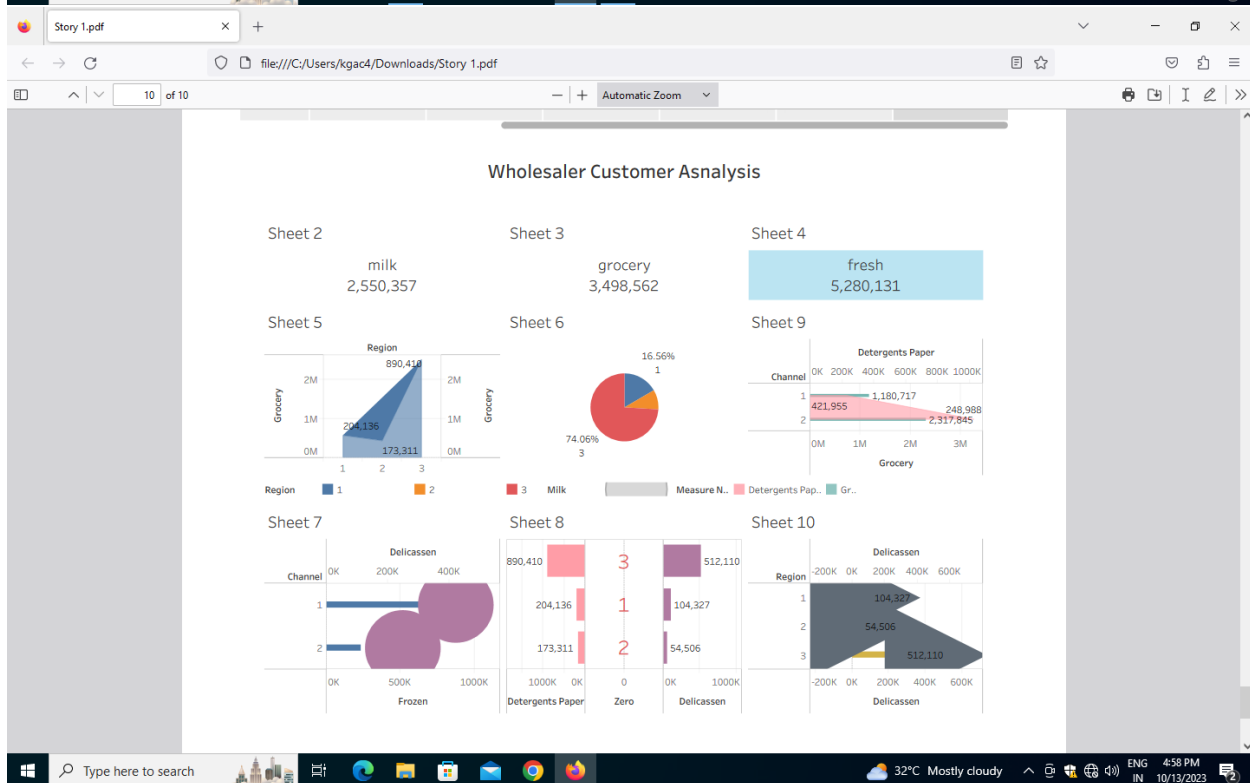 Story 1.pdf
file:///C:/Users/kgac4/Downloads/Story 1.pdf
10 of 10
Automatic Zoom
Wholesaler Customer Asnalysis
Sheet 2
milk
2,550,357
Sheet 3
grocery
3,498,562
Sheet 4
fresh
5,280,131
Sheet 5
Region
890,410
2M 2M
Grocery Grocery
1M 1M
204,136
0M 173,311 0M
1 2 3
Sheet 6
16.56%
1
74.06%
3
Sheet 9
Detergents Paper
Channel 0K 200K 400K 600K 800K 1000K
1 1,180,717
421,955 248,988
2 2,317,845
0M 1M 2M 3M
Grocery
Region 1 2 3 Milk Measure N.. Detergents Pap.. Gr..
Sheet 7
Delicassen
Channel 0K 200K 400K
1
2
0K 500K 1000K
Frozen
Sheet 8
890,410 3 512,110
204,136 1 104,327
173,311 2 54,506
1000K 0K 0 0K 1000K
Detergents Paper Zero Delicassen
Sheet 10
Delicassen
Region -200K 0K 200K 400K 600K
1 104,327
2 54,506
3 512,110
-200K 0K 200K 400K 600K
Delicassen
Type here to search
32°C Mostly cloudy
ENG
IN
4:58 PM
10/13/2023
2